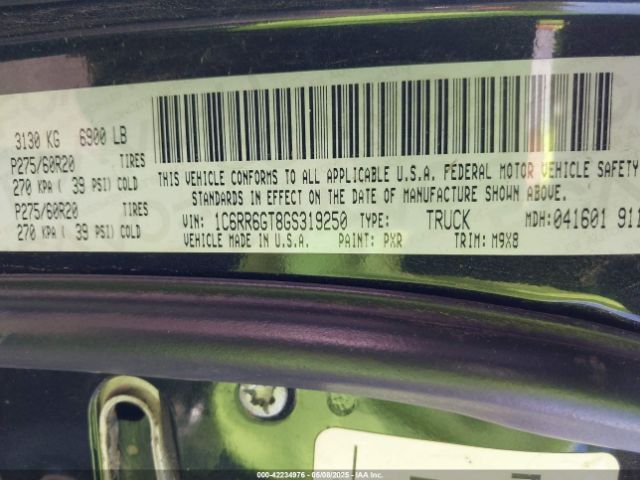 3130 KG 6900 LB
P275/60R20 TIRES
270 KPA ( 39 PSI) COLD
P275/60R20 TIRES
270 KPA ( 39 PSI) COLD
THIS VEHICLE CONFORMS TO ALL APPLICABLE U.S.A. FEDERAL MOTOR VEHICLE SAFETY
STANDARDS IN EFFECT ON THE DATE OF MANUFACTURE SHOWN ABOVE.
VIN: 1C6RR6GT8GS319250 TYPE: TRUCK MDH: 041601 911
VEHICLE MADE IN U.S.A. PAINT: PXR TRIM: M9X8
000-42234976 - 05/08/2025 - IAAI.COM